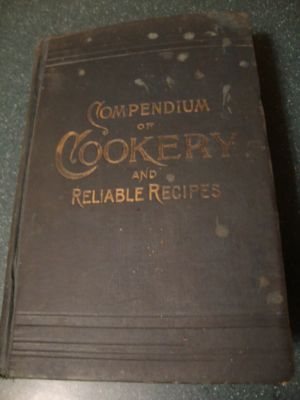 COMPENDIUM
OF
COOKERY
AND
RELIABLE RECIPES